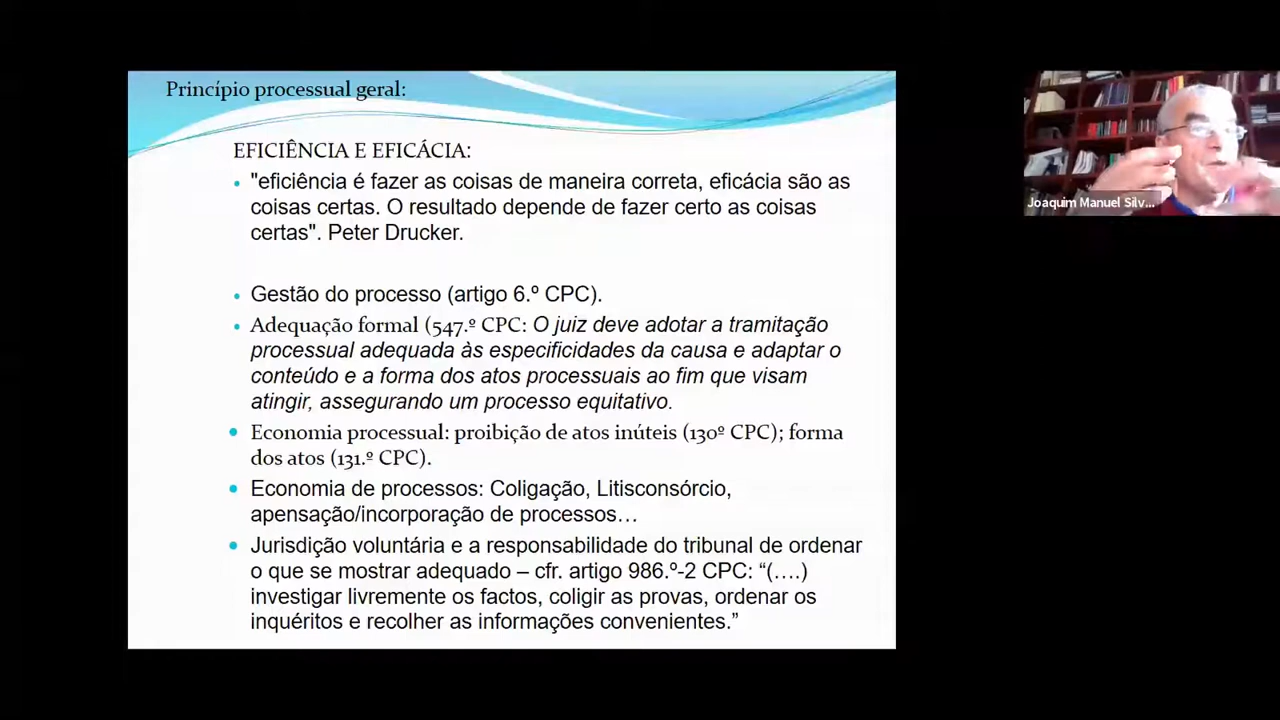 Princípio processual geral:
EFICIÊNCIA E EFICÁCIA:
"eficiência é fazer as coisas de maneira correta, eficácia são as
coisas certas. O resultado depende de fazer certo as coisas
certas". Peter Drucker.
Gestão do processo (artigo 6.º CPC).
Adequação formal (547.º CPC: O juiz deve adotar a tramitação
processual adequada às especificidades da causa e adaptar o
conteúdo e a forma dos atos processuais ao fim que visam
atingir, assegurando um processo equitativo.
Economia processual: proibição de atos inúteis (130º CPC); forma
dos atos (131.º CPC).
Economia de processos: Coligação, Litisconsórcio,
apensação/incorporação de processos…
Jurisdição voluntária e a responsabilidade do tribunal de ordenar
o que se mostrar adequado – cfr. artigo 986.º-2 CPC: “(….)
investigar livremente os factos, coligir as provas, ordenar os
inquéritos e recolher as informações convenientes.”
Joaquim Manuel Silv...